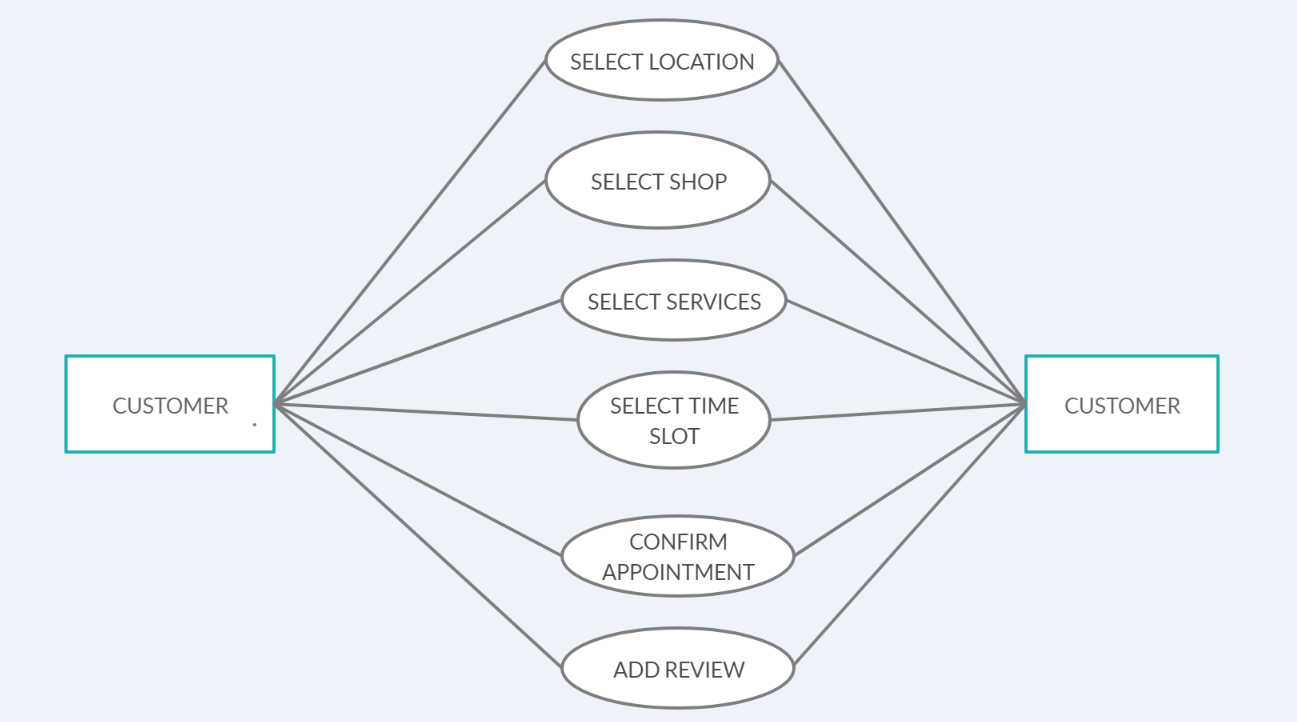 SELECT LOCATION
SELECT SHOP
SELECT SERVICES
CUSTOMER
.
SELECT TIME
SLOT
CUSTOMER
CONFIRM
APPOINTMENT
ADD REVIEW